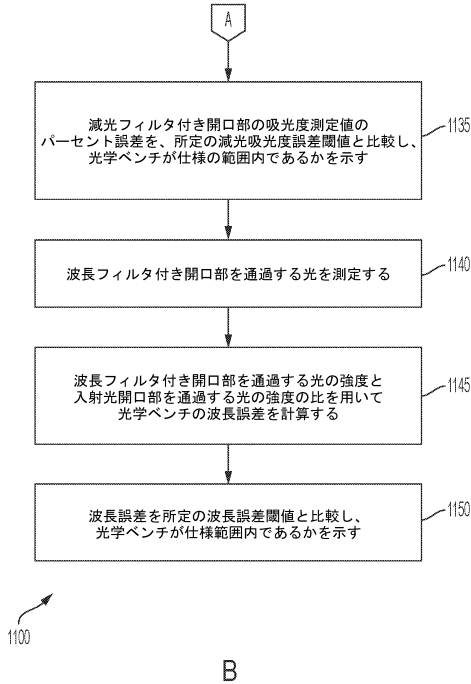 A
減光フィルタ付き開口部の吸光度測定値の
パーセント誤差を、所定の減光吸光度誤差閾値と比較し、
光学ベンチが仕様の範囲内であるかを示す
1135
波長フィルタ付き開口部を通過する光を測定する
1140
波長フィルタ付き開口部を通過する光の強度と
入射光開口部を通過する光の強度の比を用いて
光学ベンチの波長誤差を計算する
1145
波長誤差を所定の波長誤差閾値と比較し、
光学ベンチが仕様範囲内であるかを示す
1150
1100
B